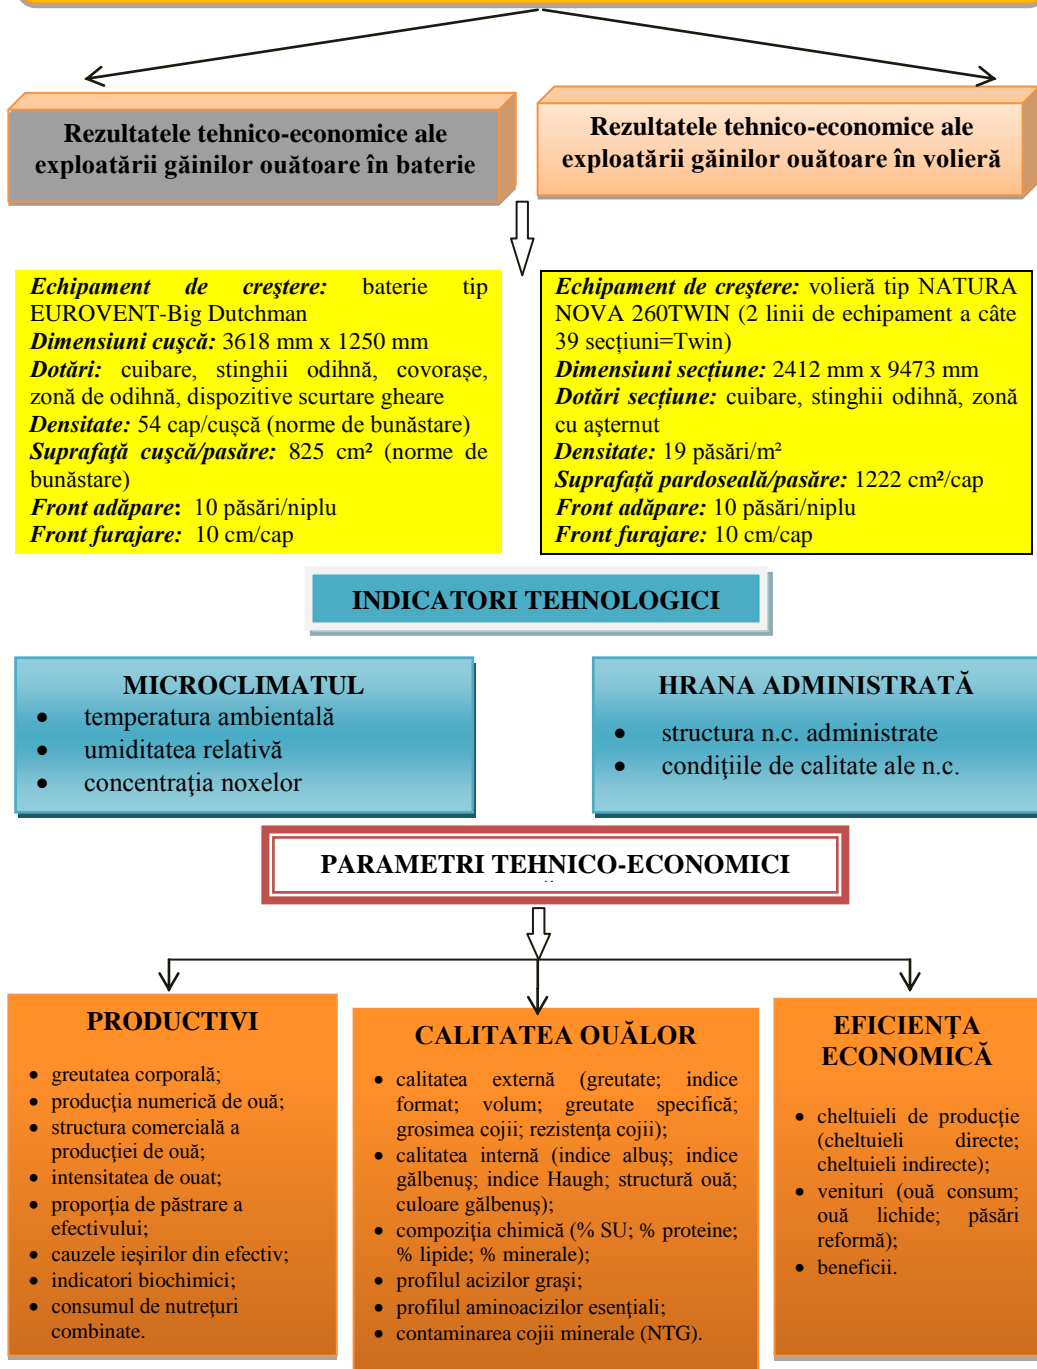 Rezultatele tehnico-economice ale
exploatării găinilor ouătoare în baterie
Rezultatele tehnico-economice ale
exploatării găinilor ouătoare în volieră
Echipament de creştere: baterie tip
EUROVENT-Big Dutchman
Dimensiuni cuşcă: 3618 mm x 1250 mm
Dotări: cuibare, stinghii odihnă, covoraşe,
zonă de odihnă, dispozitive scurtare gheare
Densitate: 54 cap/cușcă (norme de bunăstare)
Suprafaţă cuşcă/pasăre: 825 cm² (norme de
bunăstare)
Front adăpare: 10 păsări/niplu
Front furajare: 10 cm/cap
Echipament de creştere: volieră tip NATURA
NOVA 260TWIN (2 linii de echipament a câte
39 secțiuni=Twin)
Dimensiuni secțiune: 2412 mm x 9473 mm
Dotări secțiune: cuibare, stinghii odihnă, zonă
cu aşternut
Densitate: 19 păsări/m²
Suprafață pardoseală/pasăre: 1222 cm²/cap
Front adăpare: 10 păsări/niplu
Front furajare: 10 cm/cap
INDICATORI TEHNOLOGICI
MICROCLIMATUL
• temperatura ambientală
• umiditatea relativă
• concentraţia noxelor
HRANA ADMINISTRATĂ
• structura n.c. administrate
• condiţiile de calitate ale n.c.
PARAMETRI TEHNICO-ECONOMICI
PRODUCTIVI
• greutatea corporală;
• producţia numerică de ouă;
• structura comercială a
producţiei de ouă;
• intensitatea de ouat;
• proporţia de păstrare a
efectivului;
• cauzele ieşirilor din efectiv;
• indicatori biochimici;
• consumul de nutreţuri
combinate.
CALITATEA OUĂLOR
• calitatea externă (greutate; indice
format; volum; greutate specifică;
grosimea cojii; rezistenţa cojii);
• calitatea internă (indice albuş; indice
gălbenuş; indice Haugh; structură ouă;
culoare gălbenuş);
• compoziţia chimică (% SU; % proteine;
% lipide; % minerale);
• profilul acizilor graşi;
• profilul aminoacizilor esenţiali;
• contaminarea cojii minerale (NTG).
EFICIENŢA
ECONOMICĂ
• cheltuieli de producţie
(cheltuieli directe;
cheltuieli indirecte);
• venituri (ouă consum;
ouă lichide; păsări
reformă);
• beneficii.